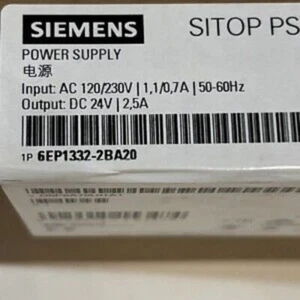 SIEMENS SITOP PS
POWER SUPPLY
电源
Input: AC 120/230V | 1,1/0,7A | 50-60Hz
Output: DC 24V | 2,5A
1P 6EP1332-2BA20